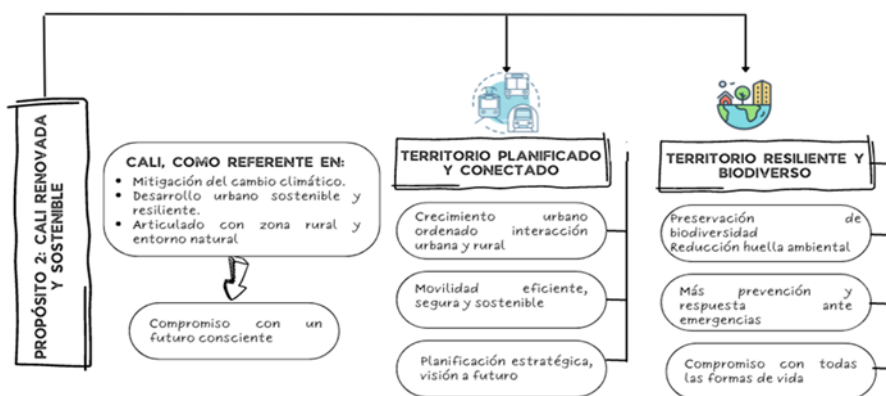 PROPÓSITO 2: CALI RENOVADA
Y SOSTENIBLE
CALI, COMO REFERENTE EN:
• Mitigación del cambio climático.
• Desarrollo urbano sostenible y
resiliente.
• Articulado con zona rural y
entorno natural
Compromiso con un
futuro consciente
TERRITORIO PLANIFICADO
Y CONECTADO
Crecimiento urbano
ordenado interacción
urbana y rural
Movilidad eficiente,
segura y sostenible
Planificación estratégica,
visión a futuro
TERRITORIO RESILIENTE Y
BIODIVERSO
Preservación de
biodiversidad
Reducción huella ambiental
Más prevención y
respuesta ante
emergencias
Compromiso con todas
las formas de vida